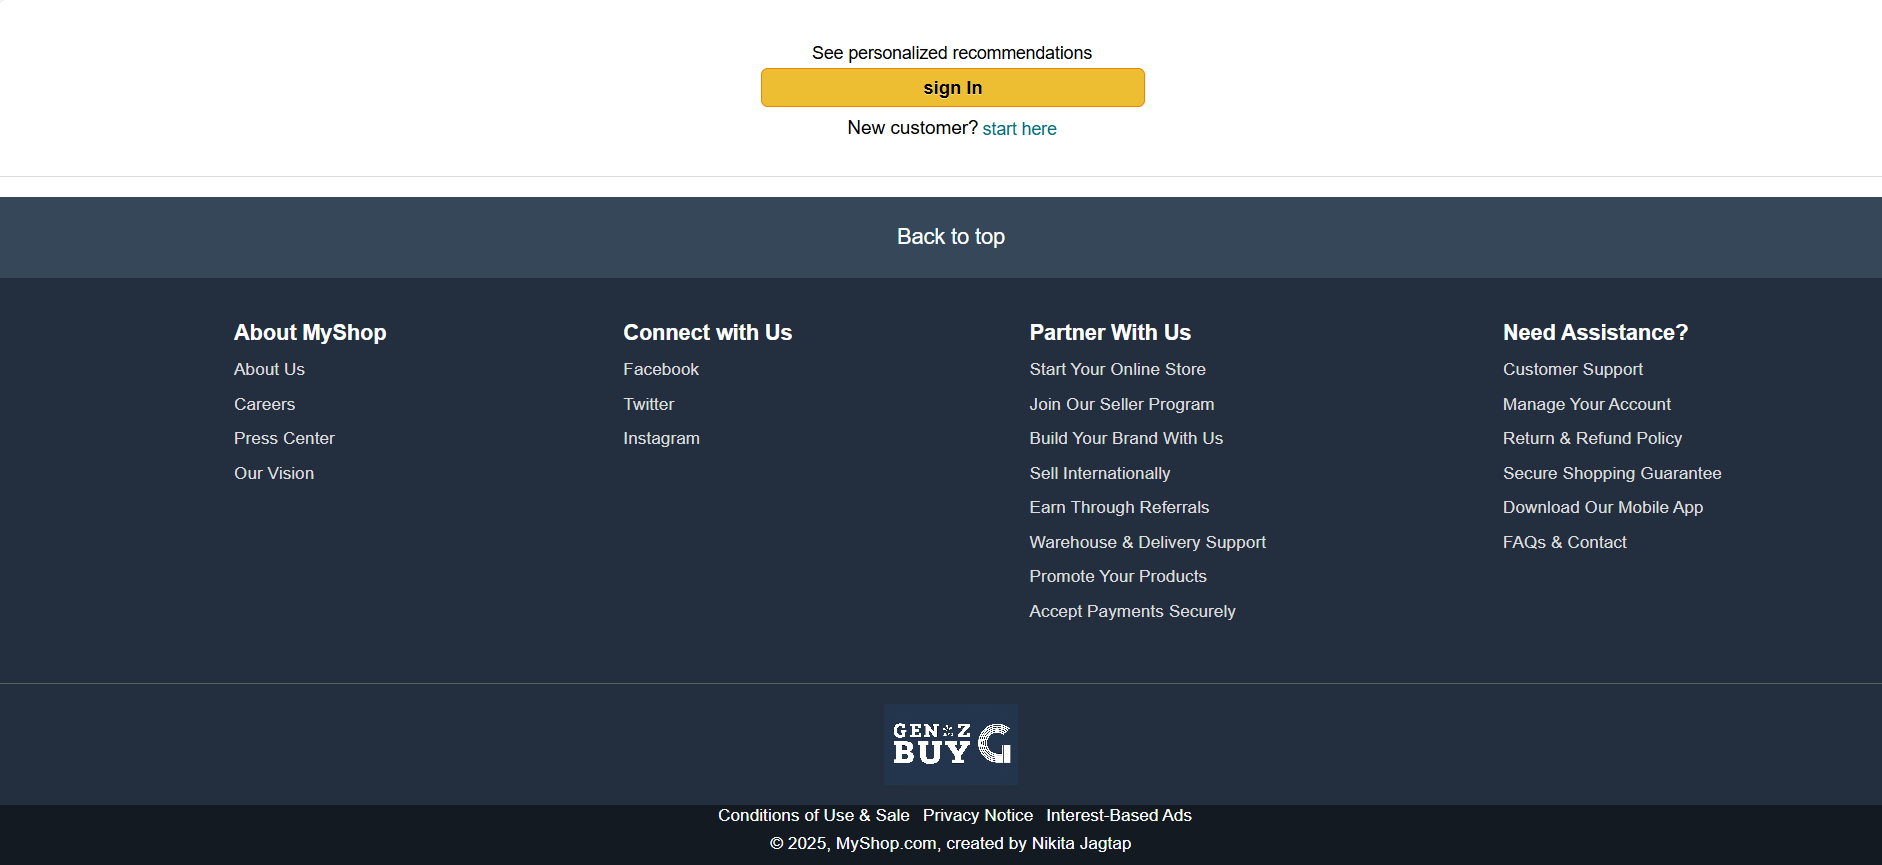 See personalized recommendations
sign In
New customer? start here
Back to top
About MyShop
About Us
Careers
Press Center
Our Vision
Connect with Us
Facebook
Twitter
Instagram
Partner With Us
Start Your Online Store
Join Our Seller Program
Build Your Brand With Us
Sell Internationally
Earn Through Referrals
Warehouse & Delivery Support
Promote Your Products
Accept Payments Securely
Need Assistance?
Customer Support
Manage Your Account
Return & Refund Policy
Secure Shopping Guarantee
Download Our Mobile App
FAQs & Contact
GEN Z
BUY G
Conditions of Use & Sale Privacy Notice Interest-Based Ads
© 2025, MyShop.com, created by Nikita Jagtap